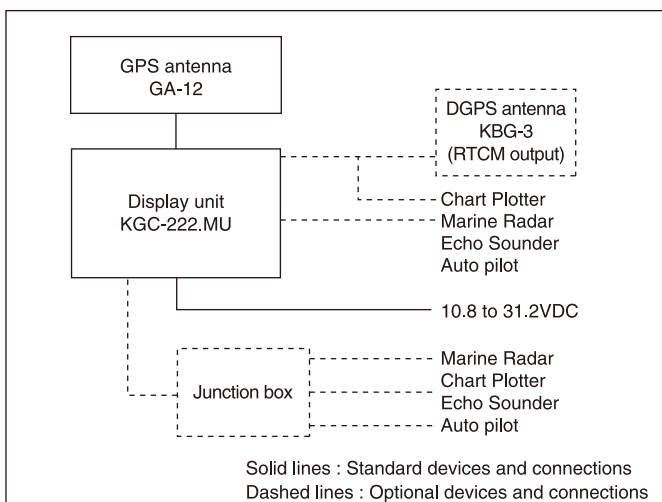 GPS antenna
GA-12
DGPS antenna
KBG-3
(RTCM output)
Display unit
KGC-222.MU
Chart Plotter
Marine Radar
Echo Sounder
Auto pilot
10.8 to 31.2VDC
Junction box
Marine Radar
Chart Plotter
Echo Sounder
Auto pilot
Solid lines : Standard devices and connections
Dashed lines : Optional devices and connections